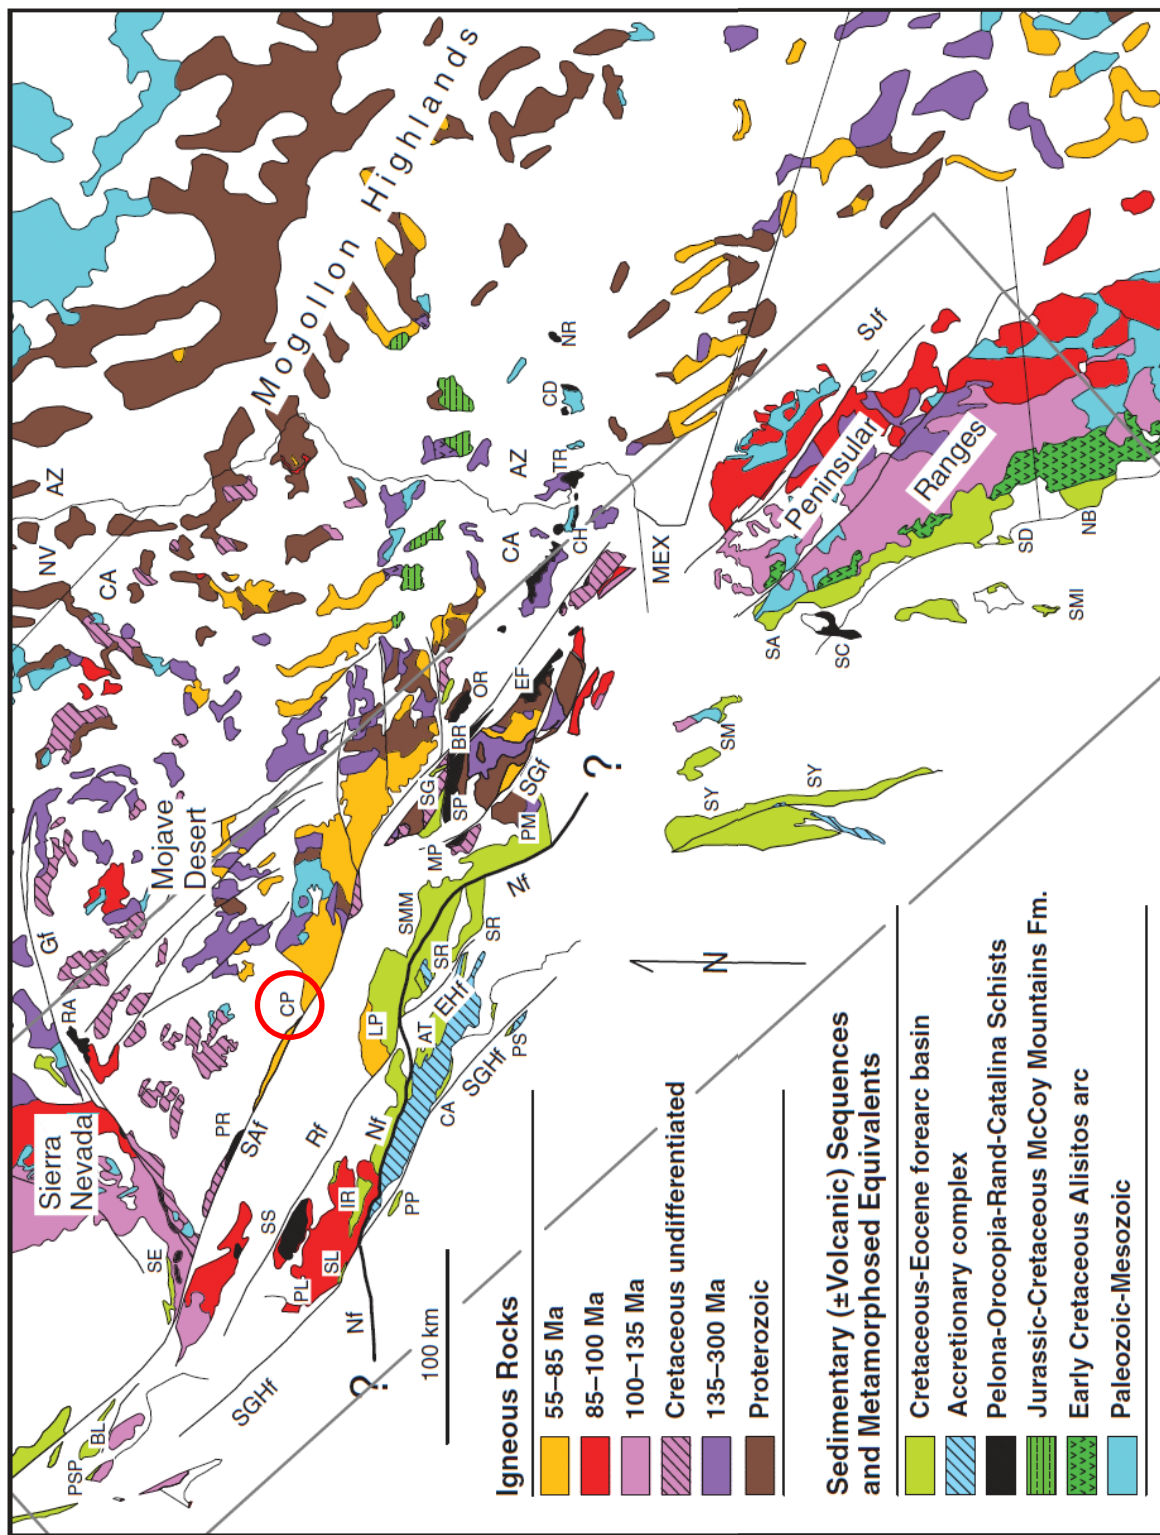 Mogollon Highlands
AZ
NV
CA
Gf
Mojave
Desert
RA
Sierra
Nevada
CP
PR
SAf
Rf
SE
SS
PL
SL
IR
Nf
Nf
LP
SMM
SR
SR
AT
EHf
CA
SGHf
PS
PP
SGHf
BL
PSP
?
100 km
N
MP
SP
SG
BR
OR
EF
SGf
PM
Nf
?
CA
AZ
CH
TR
CD
NR
MEX
SJf
Peninsular
Ranges
SA
SC
SD
NB
SMI
SM
SY
SY
Igneous Rocks
55–85 Ma
85–100 Ma
100–135 Ma
Cretaceous undifferentiated
135–300 Ma
Proterozoic
Sedimentary (±Volcanic) Sequences
and Metamorphosed Equivalents
Cretaceous-Eocene forearc basin
Accretionary complex
Pelona-Orocopia-Rand-Catalina Schists
Jurassic-Cretaceous McCoy Mountains Fm.
Early Cretaceous Alisitos arc
Paleozoic-Mesozoic